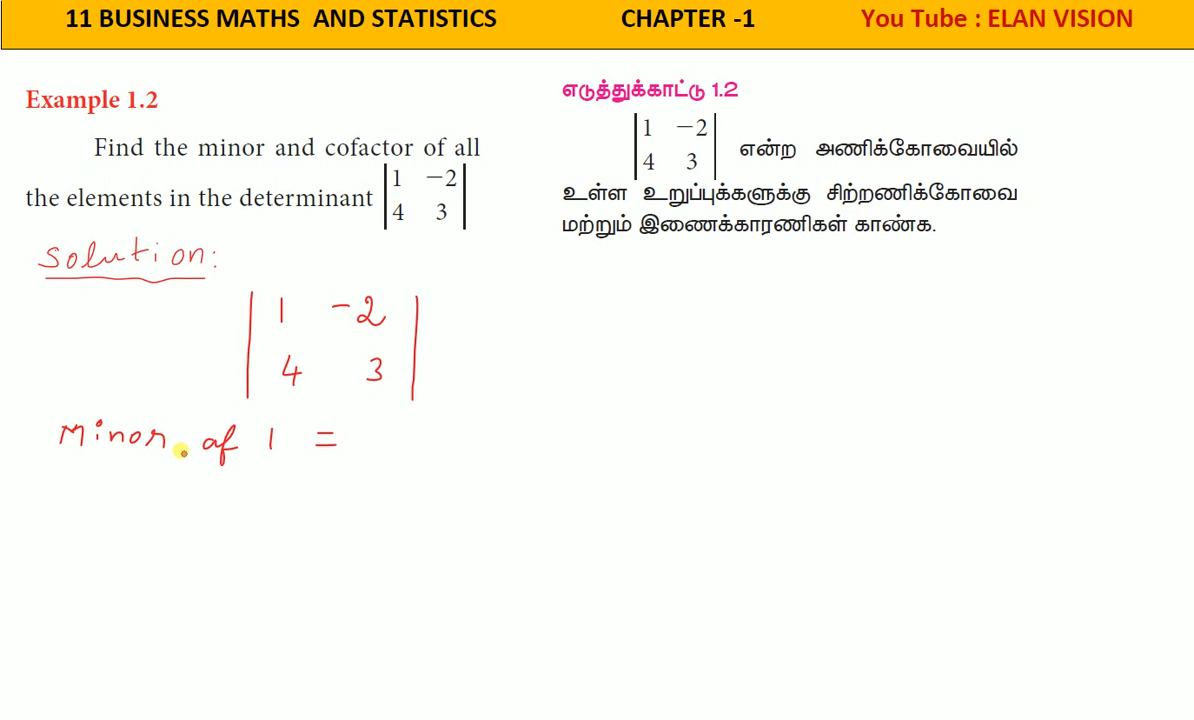 11 BUSINESS MATHS AND STATISTICS CHAPTER -1 You Tube : ELAN VISION
Example 1.2
Find the minor and cofactor of all
the elements in the determinant
1 −2
4 3
Solution:
1 -2
4 3
Minor of 1 =
எடுத்துக்காட்டு 1.2
1 −2
4 3
என்ற அணிக்கோவையில்
உள்ள உறுப்புக்களுக்கு சிற்றணிக்கோவை
மற்றும் இணைக்காரணிகள் காண்க.